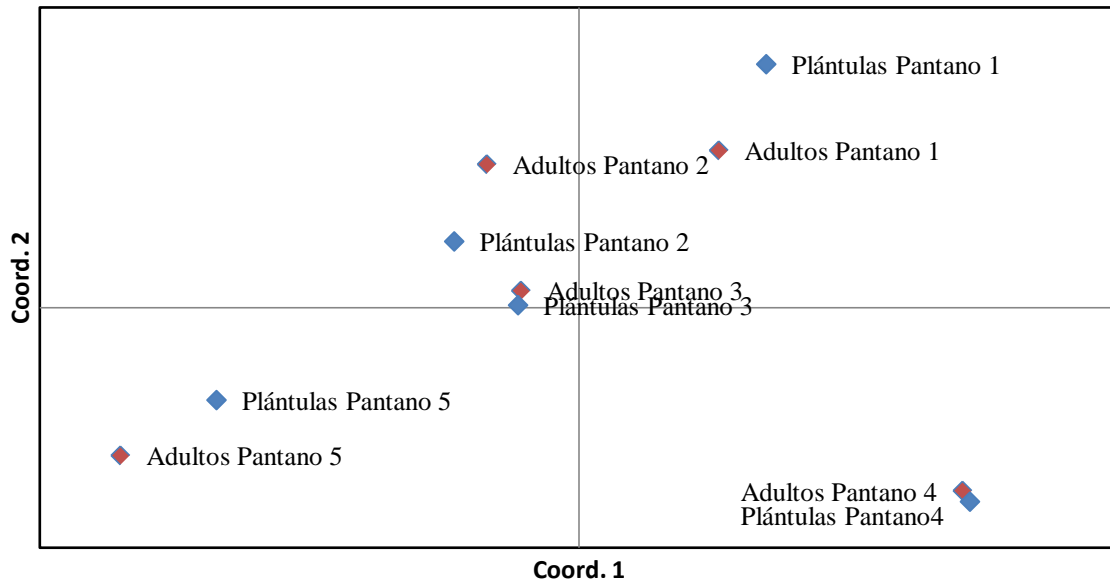 Plántulas Pantano 1
Adultos Pantano 1
Adultos Pantano 2
Plántulas Pantano 2
Adultos Pantano 3
Plántulas Pantano 3
Plántulas Pantano 5
Adultos Pantano 5
Adultos Pantano 4
Plántulas Pantano4
Coord. 2
Coord. 1